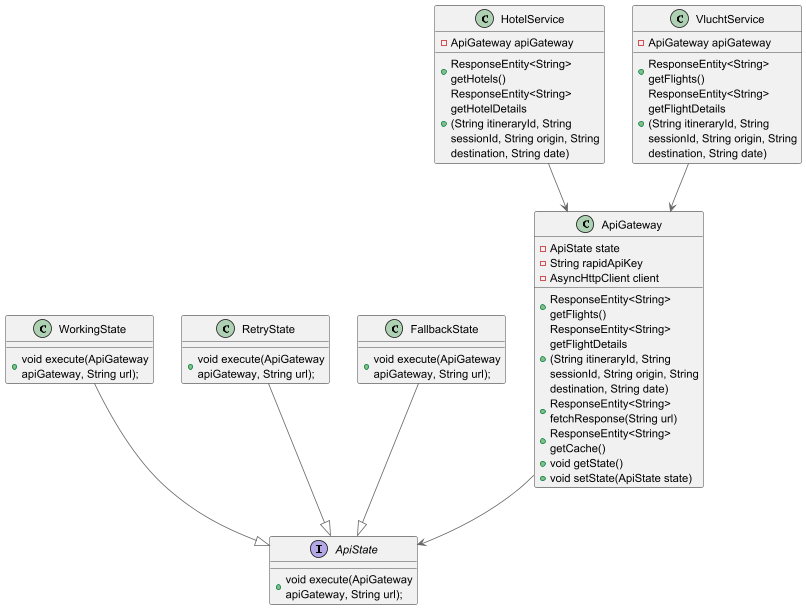 C HotelService
ApiGateway apiGateway
ResponseEntity<String>
getHotels()
ResponseEntity<String>
getHotelDetails
(String itineraryId, String
sessionId, String origin, String
destination, String date)
C VluchtService
ApiGateway apiGateway
ResponseEntity<String>
getFlights()
ResponseEntity<String>
getFlightDetails
(String itineraryId, String
sessionId, String origin, String
destination, String date)
C ApiGateway
ApiState state
String rapidApiKey
AsyncHttpClient client
ResponseEntity<String>
getFlights()
ResponseEntity<String>
getFlightDetails
(String itineraryId, String
sessionId, String origin, String
destination, String date)
ResponseEntity<String>
fetchResponse(String url)
ResponseEntity<String>
getCache()
void getState()
void setState(ApiState state)
C WorkingState
void execute(ApiGateway
apiGateway, String url);
C RetryState
void execute(ApiGateway
apiGateway, String url);
C FallbackState
void execute(ApiGateway
apiGateway, String url);
I ApiState
void execute(ApiGateway
apiGateway, String url);